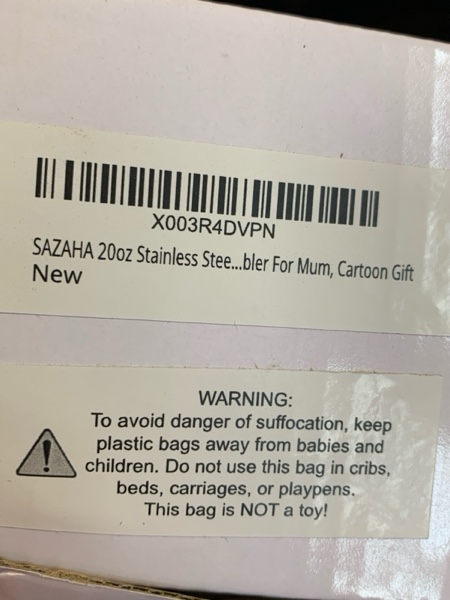 X003R4DVPN
SAZAHA 20oz Stainless Stee...bler For Mum, Cartoon Gift
New
WARNING:
To avoid danger of suffocation, keep
plastic bags away from babies and
children. Do not use this bag in cribs,
beds, carriages, or playpens.
This bag is NOT a toy!